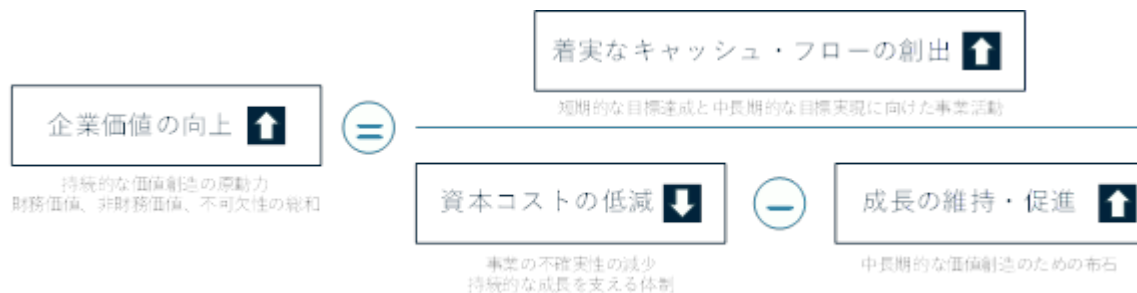 着実なキャッシュ・フローの創出
短期的な目標達成と中長期的な目標実現に向けた事業活動
企業価値の向上
=
持続的な価値創造の原動力
財務価値、非財務価値、不可欠性の総和
資本コストの低減
−
成長の維持・促進
事業の不確実性の減少
持続的な成長を支える体制
中長期的な価値創造のための布石